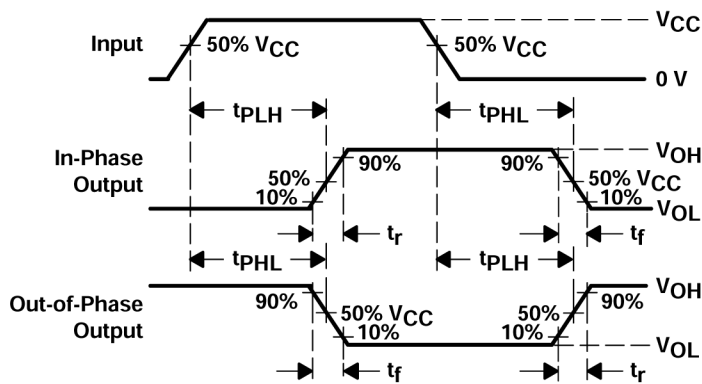 VCC
Input
50% VCC
50% VCC
0 V
tPLH
tPHL
In-Phase
Output
90%
90%
VOH
50%
50% VCC
10%
10%
VOL
tr
tf
tPHL
tPLH
Out-of-Phase
Output
90%
90%
VOH
50% VCC
50%
10%
10%
VOL
tf
tr